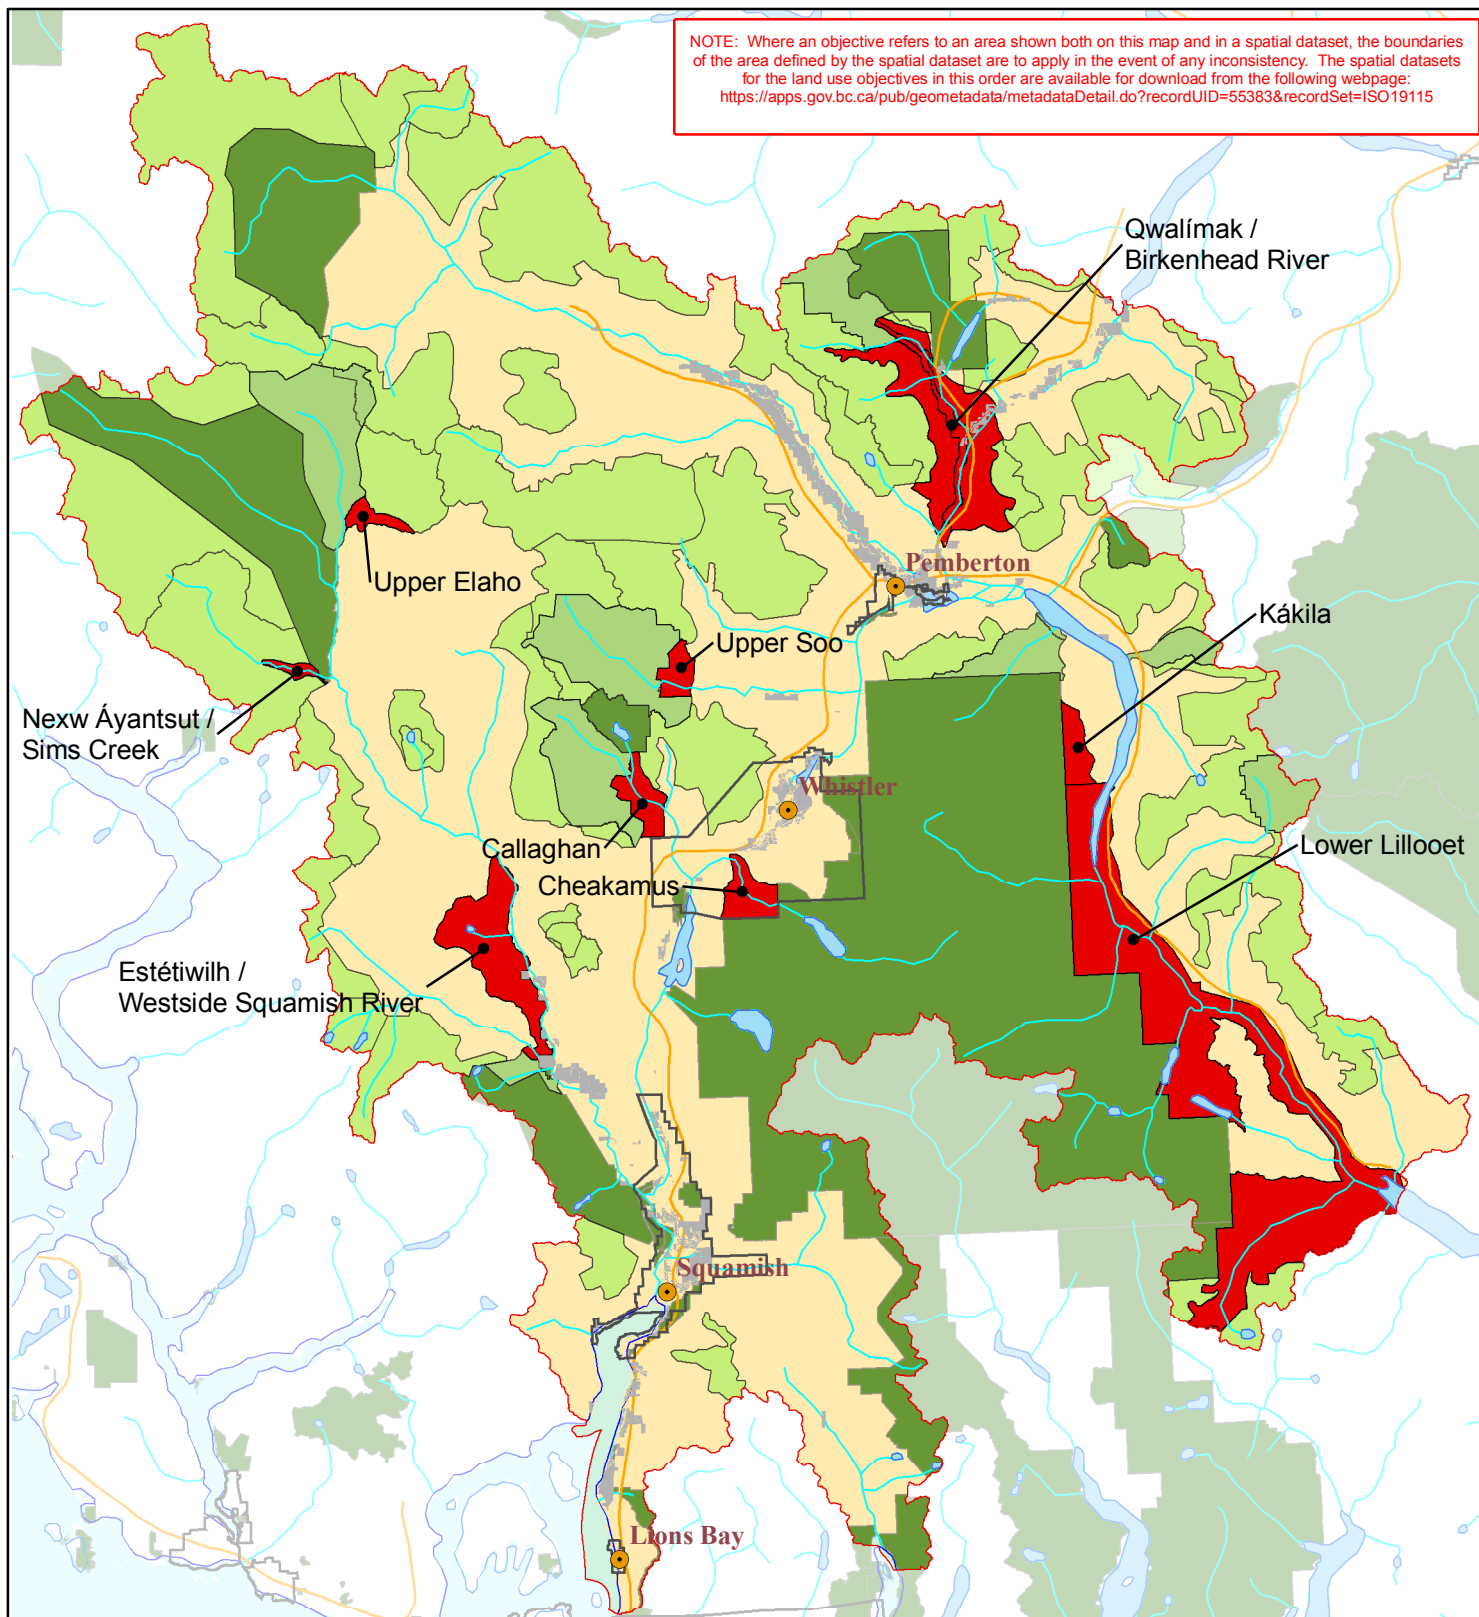 NOTE: Where an objective refers to an area shown both on this map and in a spatial dataset, the boundaries
of the area defined by the spatial dataset are to apply in the event of any inconsistency. The spatial datasets
for the land use objectives in this order are available for download from the following webpage:
https://apps.gov.bc.ca/pub/geometadata/metadataDetail.do?recordUID=55383&recordSet=ISO19115
Qwalímak /
Birkenhead River
Pemberton
Upper Elaho
Kákila
Upper Soo
Nexw Áyantsut /
Sims Creek
Whistler
Callaghan
Lower Lillooet
Cheakamus
Estétiwilh /
Westside Squamish River
Squamish
Lions Bay